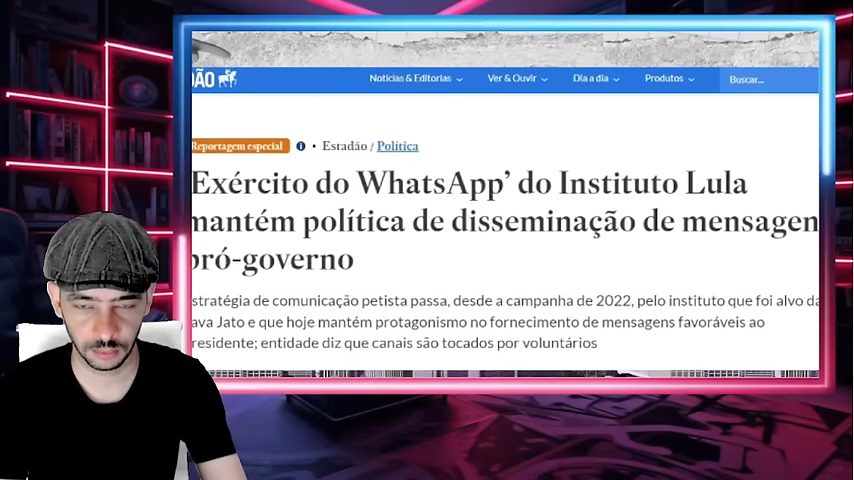 DÃO
Notícias & Editorias Ver & Ouvir Dia a dia Produtos Buscar...
Reportagem especial • Estadão / Política
Exército do WhatsApp’ do Instituto Lula
mantém política de disseminação de mensagen
pró-governo
stratégia de comunicação petista passa, desde a campanha de 2022, pelo instituto que foi alvo da
ava Jato e que hoje mantém protagonismo no fornecimento de mensagens favoráveis ao
residente; entidade diz que canais são tocados por voluntários